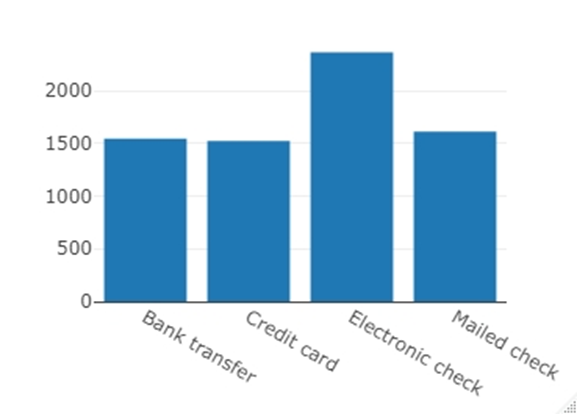 2000
1500
1000
500
0
Bank transfer
Credit card
Electronic check
Mailed check